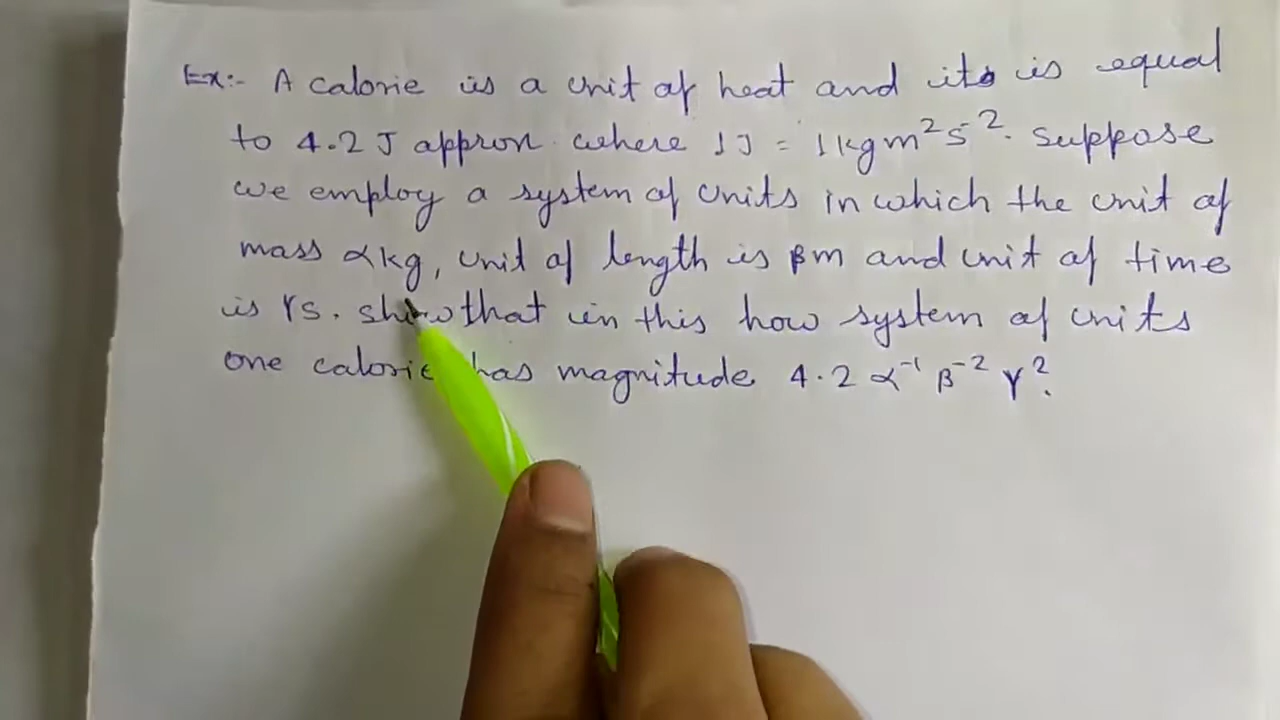 Ex:- A calorie is a unit of heat and its is equal
to 4.2 J approx. where 1J = 1kgm²s⁻². suppose
we employ a system of units in which the unit of
mass αkg, unit of length is βm and unit of time
is γs. show that in this how system of units
one calorie has magnitude 4.2 α⁻¹ β⁻² γ².